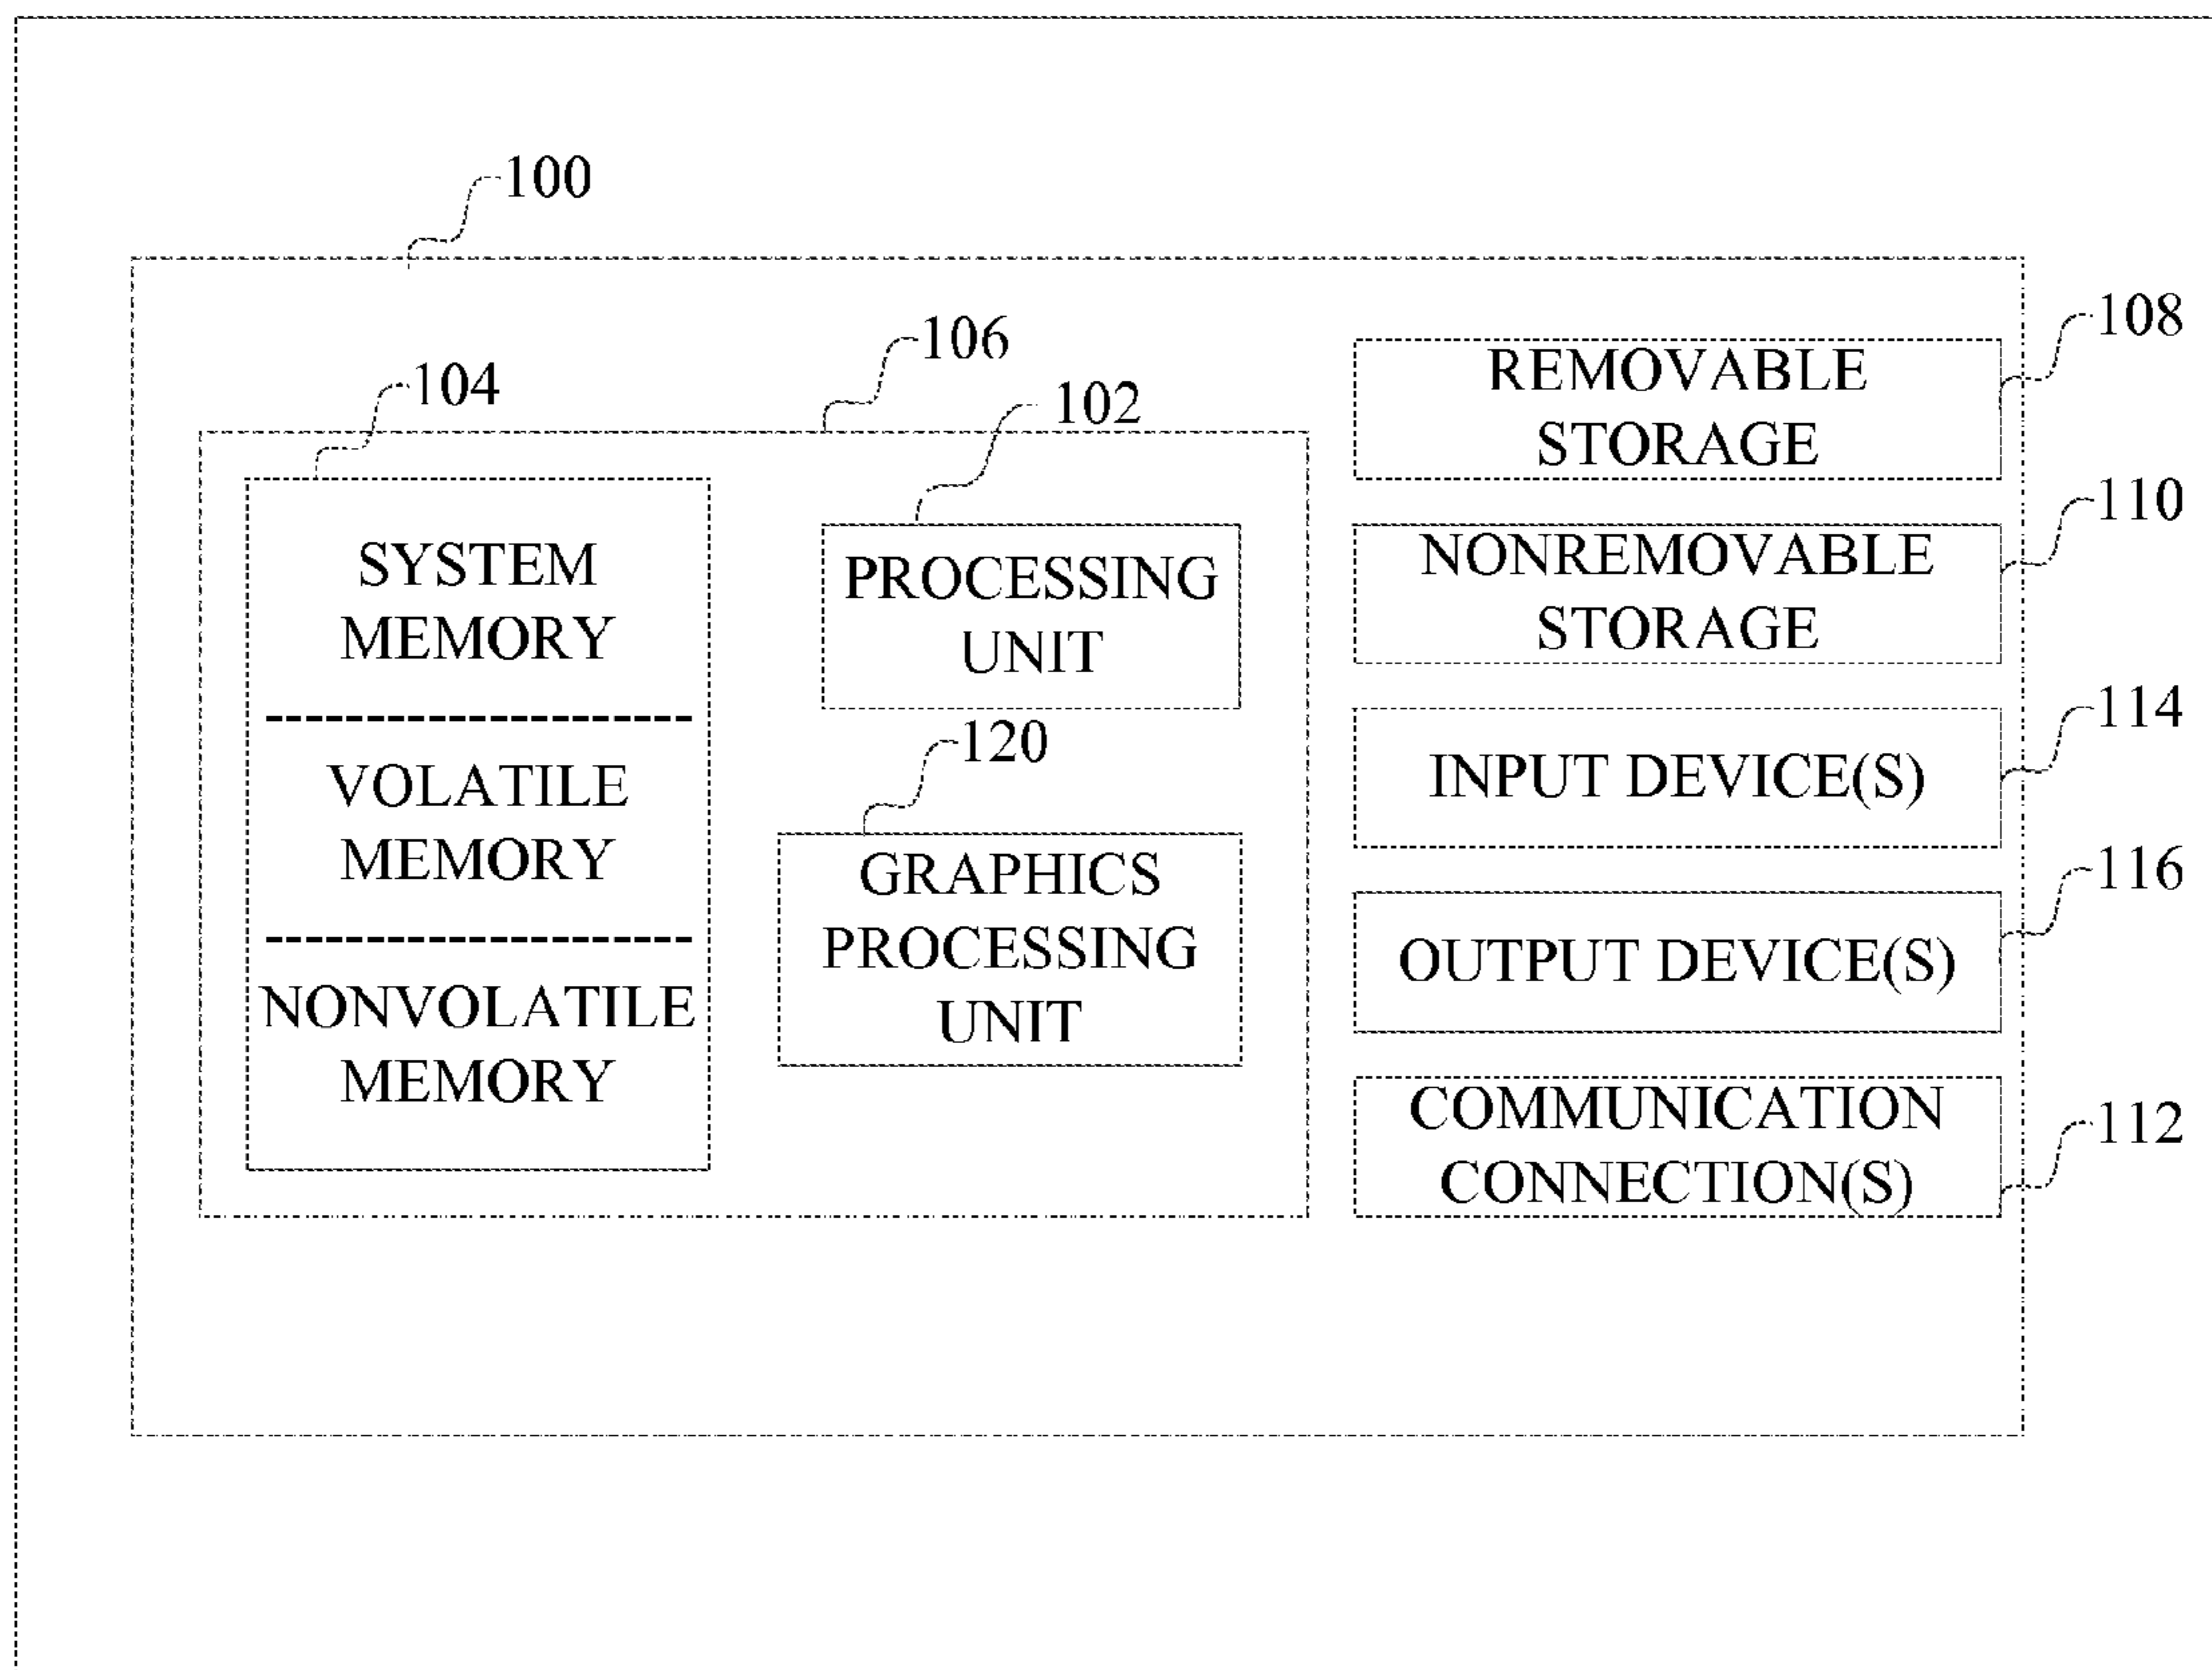 100
106
102
104
SYSTEM
MEMORY
VOLATILE
MEMORY
NONVOLATILE
MEMORY
PROCESSING
UNIT
120
GRAPHICS
PROCESSING
UNIT
108
REMOVABLE
STORAGE
110
NONREMOVABLE
STORAGE
114
INPUT DEVICE(S)
116
OUTPUT DEVICE(S)
112
COMMUNICATION
CONNECTION(S)